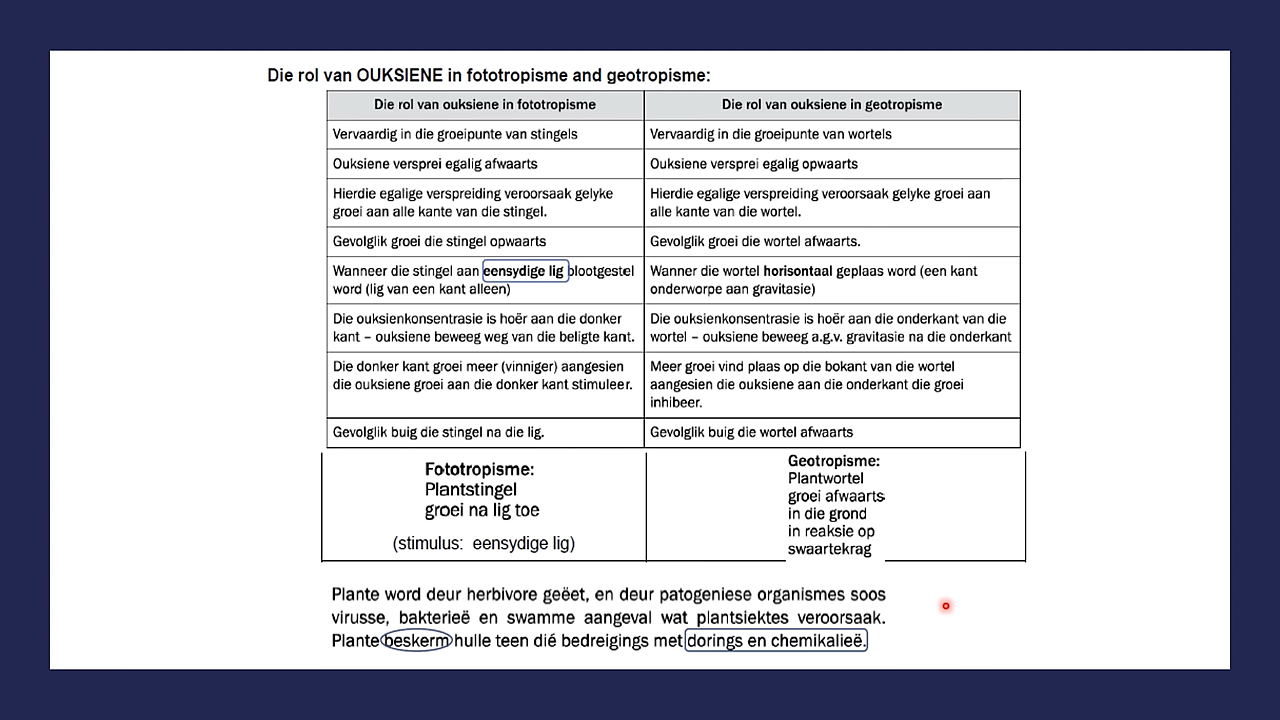 Die rol van OUKSIENE in fototropisme and geotropisme:
Die rol van ouksiene in fototropisme
Die rol van ouksiene in geotropisme
Vervaardig in die groeipunte van stingels
Vervaardig in die groeipunte van wortels
Ouksiene versprei egalig afwaarts
Ouksiene versprei egalig opwaarts
Hierdie egalige verspreiding veroorsaak gelyke
groei aan alle kante van die stingel.
Hierdie egalige verspreiding veroorsaak gelyke groei aan
alle kante van die wortel.
Gevolglik groei die stingel opwaarts
Gevolglik groei die wortel afwaarts.
Wanneer die stingel aan eensydige lig blootgestel
word (lig van een kant alleen)
Wanner die wortel horisontaal geplaas word (een kant
onderworpe aan gravitasie)
Die ouksienkonsentrasie is hoër aan die donker
kant – ouksiene beweeg weg van die beligte kant.
Die ouksienkonsentrasie is hoër aan die onderkant van die
wortel – ouksiene beweeg a.g.v. gravitasie na die onderkant
Die donker kant groei meer (vinniger) aangesien
die ouksiene groei aan die donker kant stimuleer.
Meer groei vind plaas op die bokant van die wortel
aangesien die ouksiene aan die onderkant die groei
inhibeer.
Gevolglik buig die stingel na die lig.
Gevolglik buig die wortel afwaarts
Fototropisme:
Plantstingel
groei na lig toe
(stimulus: eensydige lig)
Geotropisme:
Plantwortel
groei afwaarts
in die grond
in reaksie op
swaartekrag
Plante word deur herbivore geëet, en deur patogeniese organismes soos
virusse, bakterieë en swamme aangeval wat plantsiektes veroorsaak.
Plante beskerm hulle teen dié bedreigings met dorings en chemikalieë.